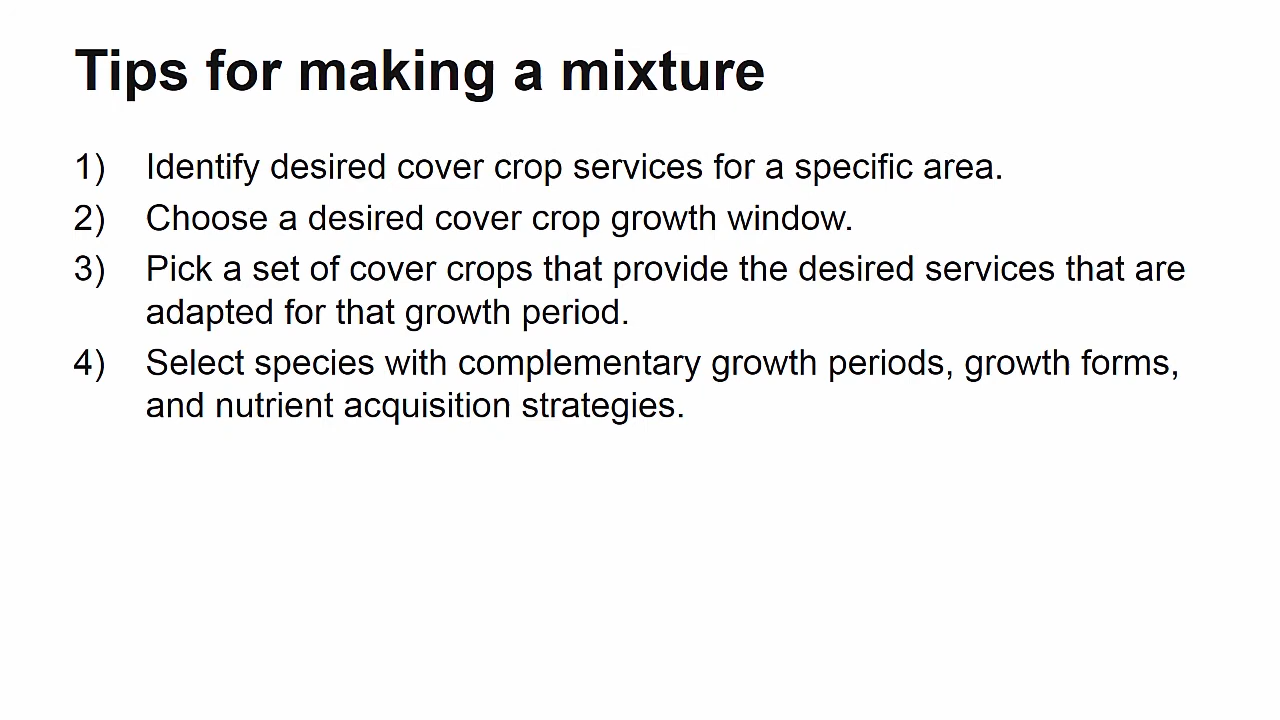 Tips for making a mixture
1) Identify desired cover crop services for a specific area.
2) Choose a desired cover crop growth window.
3) Pick a set of cover crops that provide the desired services that are
adapted for that growth period.
4) Select species with complementary growth periods, growth forms,
and nutrient acquisition strategies.